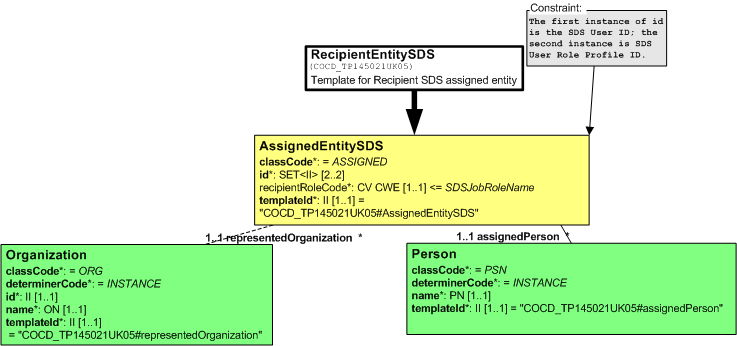 Constraint:
The first instance of id
is the SDS User ID; the
second instance is SDS
User Role Profile ID.
RecipientEntitySDS
(COCD_TP145021UK05)
Template for Recipient SDS assigned entity
AssignedEntitySDS
classCode*: = ASSIGNED
id*: SET<II> [2..2]
recipientRoleCode*: CV CWE [1..1] <= SDSJobRoleName
templateId*: II [1..1] =
"COCD_TP145021UK05#AssignedEntitySDS"
1..1 representedOrganization *
1..1 assignedPerson *
Organization
classCode*: = ORG
determinerCode*: = INSTANCE
id*: II [1..1]
name*: ON [1..1]
templateId*: II [1..1]
= "COCD_TP145021UK05#representedOrganization"
Person
classCode*: = PSN
determinerCode*: = INSTANCE
name*: PN [1..1]
templateId*: II [1..1] = "COCD_TP145021UK05#assignedPerson"